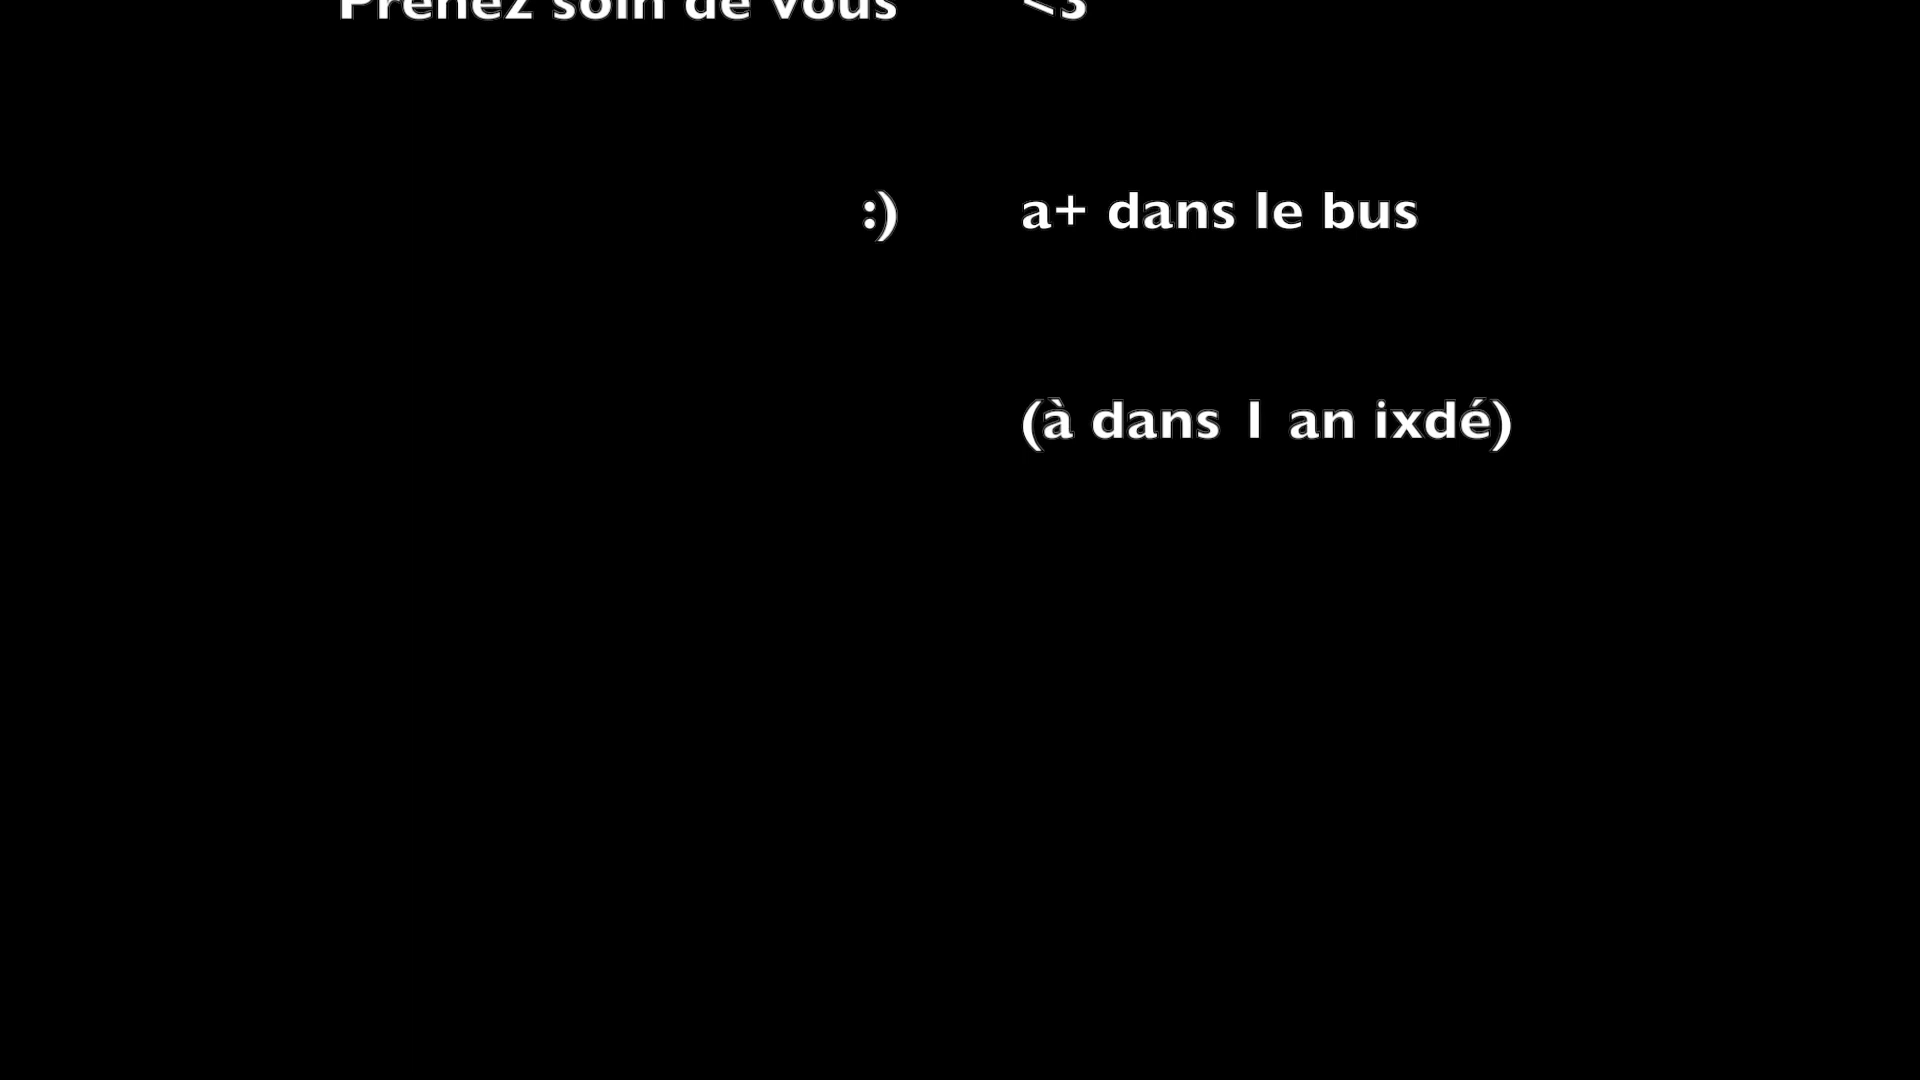 Prenez soin de vous <3
:) a+ dans le bus
(à dans 1 an ixdé)